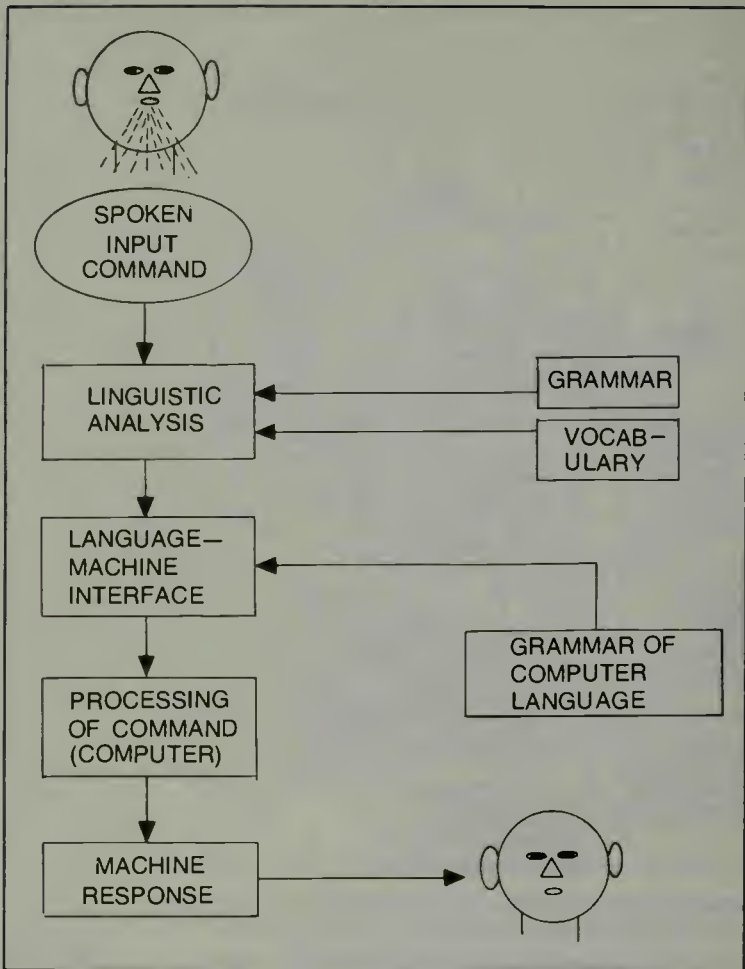 SPOKEN
INPUT
COMMAND
LINGUISTIC
ANALYSIS
GRAMMAR
VOCAB–
ULARY
LANGUAGE—
MACHINE
INTERFACE
GRAMMAR OF
COMPUTER
LANGUAGE
PROCESSING
OF COMMAND
(COMPUTER)
MACHINE
RESPONSE